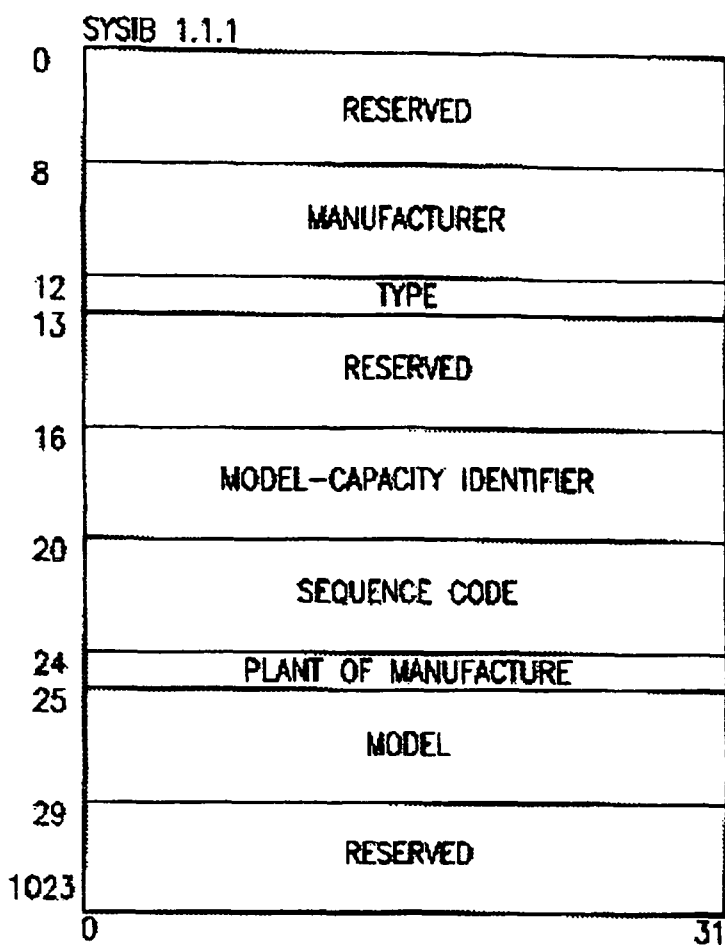 SYSIB 1.1.1
0
RESERVED
8
MANUFACTURER
12
TYPE
13
RESERVED
16
MODEL-CAPACITY IDENTIFIER
20
SEQUENCE CODE
24
PLANT OF MANUFACTURE
25
MODEL
29
RESERVED
1023
0 31